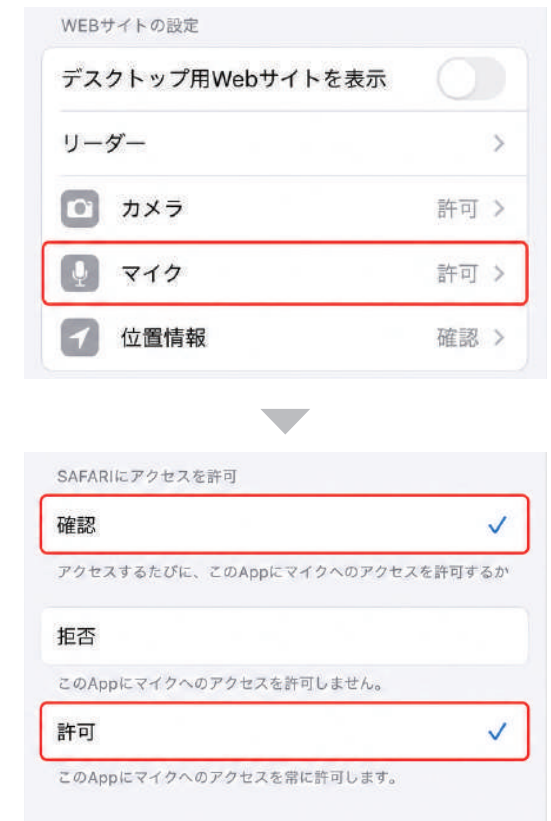 WEBサイトの設定
デスクトップ用Webサイトを表示
リーダー
カメラ 許可
マイク 許可
位置情報 確認
SAFARIにアクセスを許可
確認
アクセスするたびに、このAppにマイクへのアクセスを許可するか
拒否
このAppにマイクへのアクセスを許可しません。
許可
このAppにマイクへのアクセスを常に許可します。